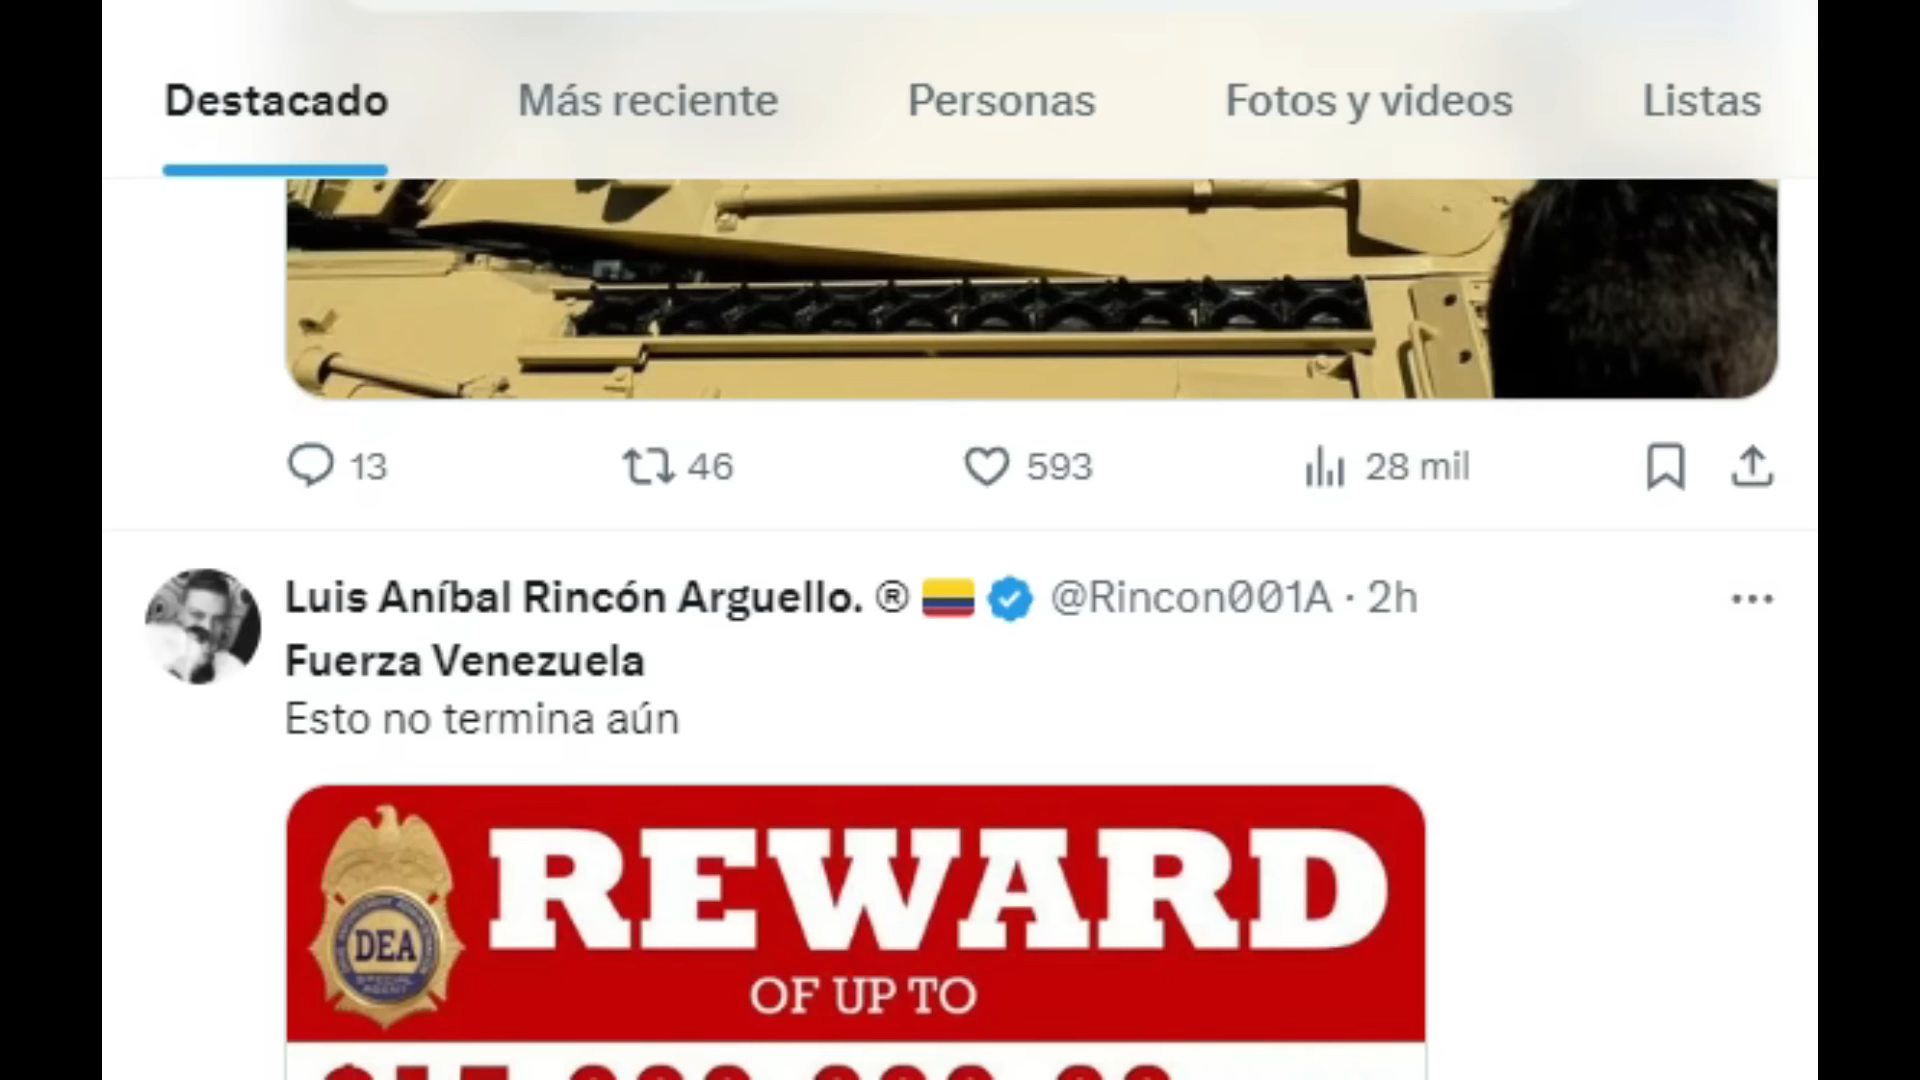 Destacado Más reciente Personas Fotos y videos Listas
13 46 593 28 mil
Luis Aníbal Rincón Arguello. ® @Rincon001A · 2h
Fuerza Venezuela
Esto no termina aún
REWARD
DEA
OF UP TO